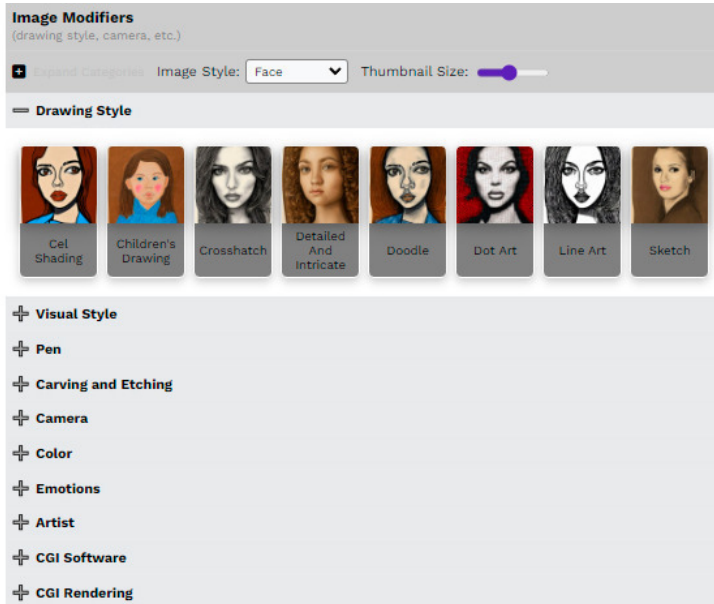 Image Modifiers
(drawing style, camera, etc.)
Expand Categories Image Style: Face Thumbnail Size:
Drawing Style
Cel
Shading
Children's
Drawing
Crosshatch
Detailed
And
Intricate
Doodle
Dot Art
Line Art
Sketch
Visual Style
Pen
Carving and Etching
Camera
Color
Emotions
Artist
CGI Software
CGI Rendering